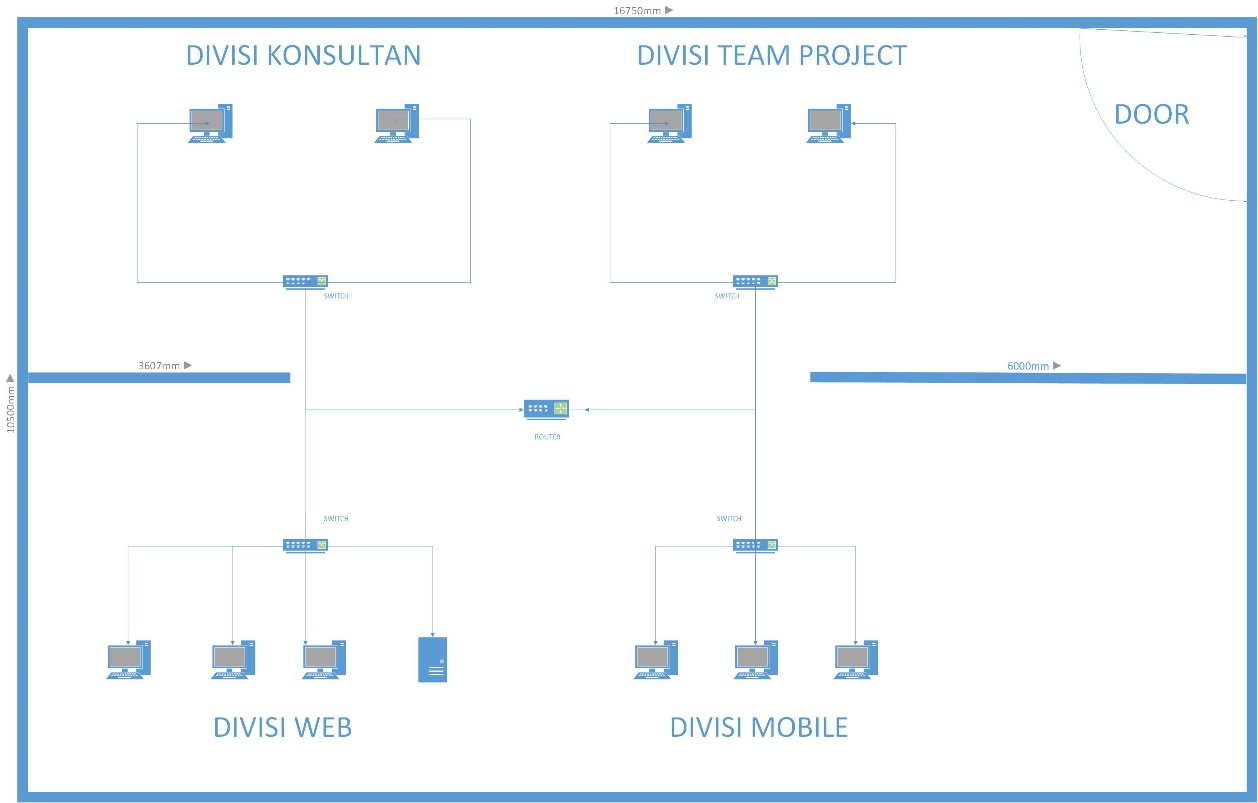 16750mm
DIVISI KONSULTAN
DIVISI TEAM PROJECT
DOOR
SWITCH
SWITCH
3607mm
6000mm
10500mm
ROUTER
SWITCH
SWITCH
DIVISI WEB
DIVISI MOBILE